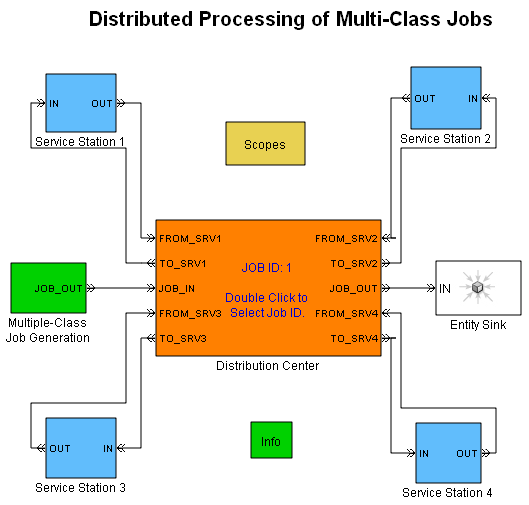 Distributed Processing of Multi-Class Jobs
IN OUT
Service Station 1
OUT IN
Service Station 2
Scopes
FROM_SRV1 FROM_SRV2
TO_SRV1 JOB ID: 1 TO_SRV2
JOB_IN JOB_OUT
Double Click to
Select Job ID.
FROM_SRV3 FROM_SRV4
TO_SRV3 TO_SRV4
Distribution Center
JOB_OUT
Multiple-Class
Job Generation
IN
Entity Sink
Info
OUT IN
Service Station 3
IN OUT
Service Station 4